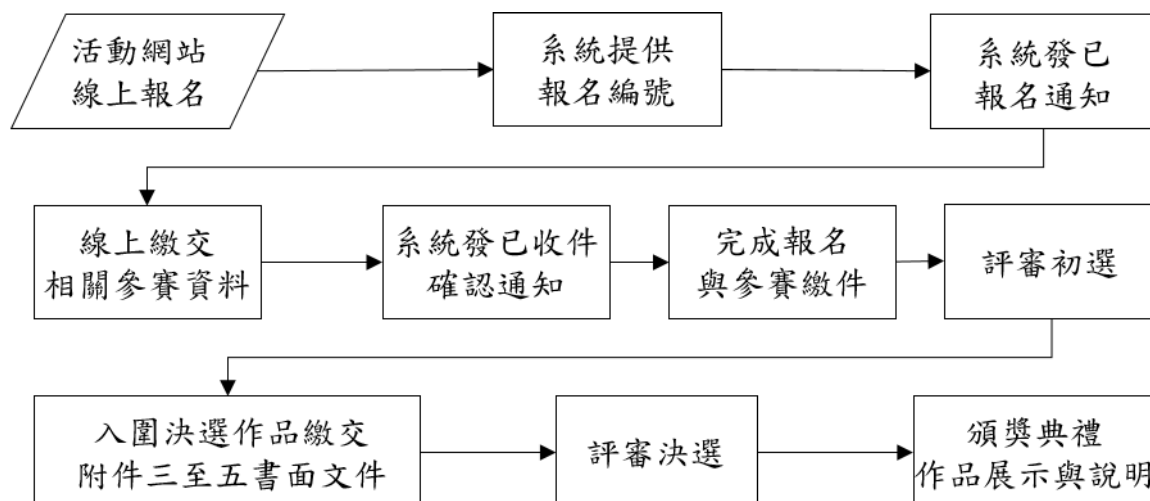 活動網站
線上報名
系統提供
報名編號
系統發已
報名通知
線上繳交
相關參賽資料
系統發已收件
確認通知
完成報名
與參賽繳件
評審初選
入圍決選作品繳交
附件三至五書面文件
評審決選
頒獎典禮
作品展示與說明